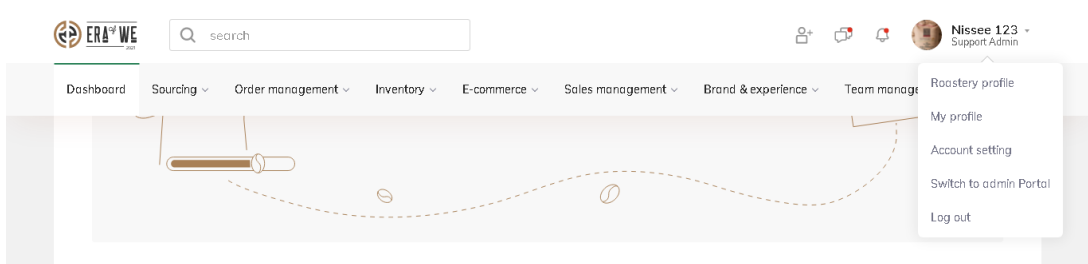 ERA of WE
2021
search
Nissee 123
Support Admin
Dashboard Sourcing Order management Inventory E-commerce Sales management Brand & experience Team manage
Roastery profile
My profile
Account setting
Switch to admin Portal
Log out